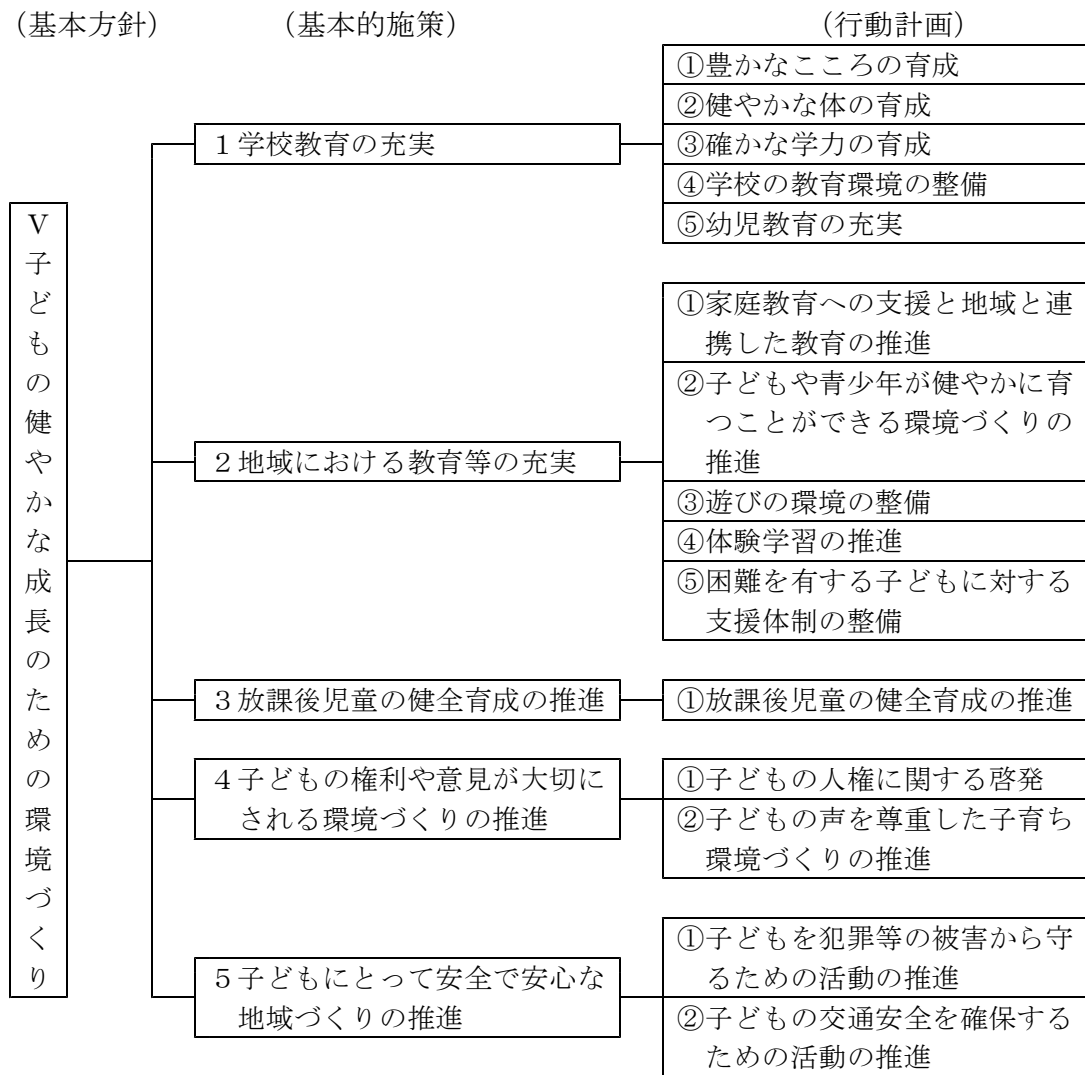 (基本方針) (基本的施策) (行動計画)
Ⅴ子どもの健やかな成長のための環境づくり
1学校教育の充実
①豊かなこころの育成
②健やかな体の育成
③確かな学力の育成
④学校の教育環境の整備
⑤幼児教育の充実
2地域における教育等の充実
①家庭教育への支援と地域と連
携した教育の推進
②子どもや青少年が健やかに育
つことができる環境づくりの
推進
③遊びの環境の整備
④体験学習の推進
⑤困難を有する子どもに対する
支援体制の整備
3放課後児童の健全育成の推進
①放課後児童の健全育成の推進
4子どもの権利や意見が大切に
される環境づくりの推進
①子どもの人権に関する啓発
②子どもの声を尊重した子育ち
環境づくりの推進
5子どもにとって安全で安心な
地域づくりの推進
①子どもを犯罪等の被害から守
るための活動の推進
②子どもの交通安全を確保する
ための活動の推進